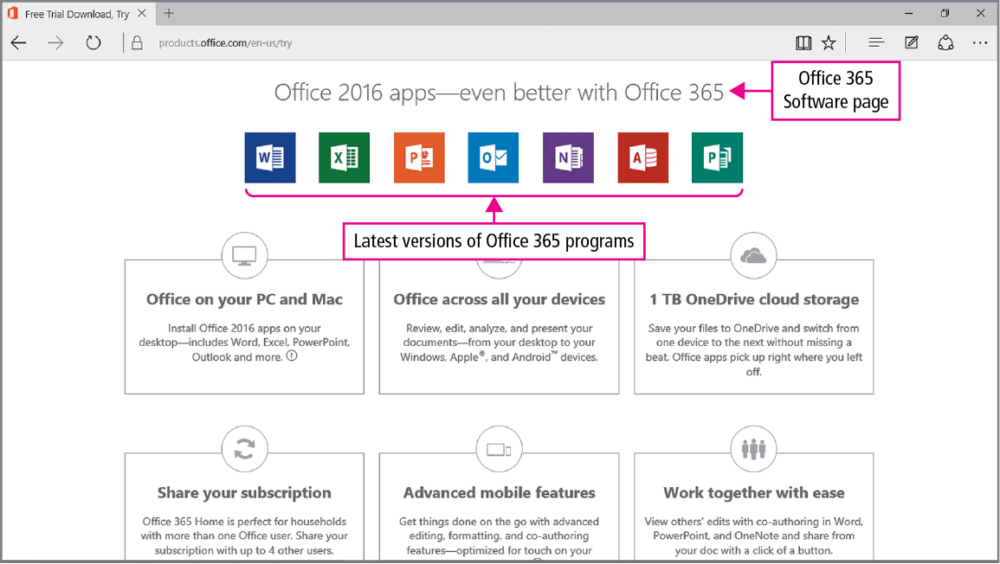 Free Trial Download, Try
products.office.com/en-us/try
Office 2016 apps—even better with Office 365
Office 365
Software page
W
X
P
O
N
A
P
Latest versions of Office 365 programs
Office on your PC and Mac
Install Office 2016 apps on your
desktop—includes Word, Excel, PowerPoint,
Outlook and more.
Office across all your devices
Review, edit, analyze, and present your
documents—from your desktop to your
Windows, Apple®, and Android™ devices.
1 TB OneDrive cloud storage
Save your files to OneDrive and switch from
one device to the next without missing a
beat. Office apps pick up right where you left
off.
Share your subscription
Office 365 Home is perfect for households
with more than one Office user. Share your
subscription with up to 4 other users.
Advanced mobile features
Get things done on the go with advanced
editing, formatting, and co-authoring
features—optimized for touch on your
Work together with ease
View others' edits with co-authoring in Word,
PowerPoint, and OneNote and share from
your doc with a click of a button.